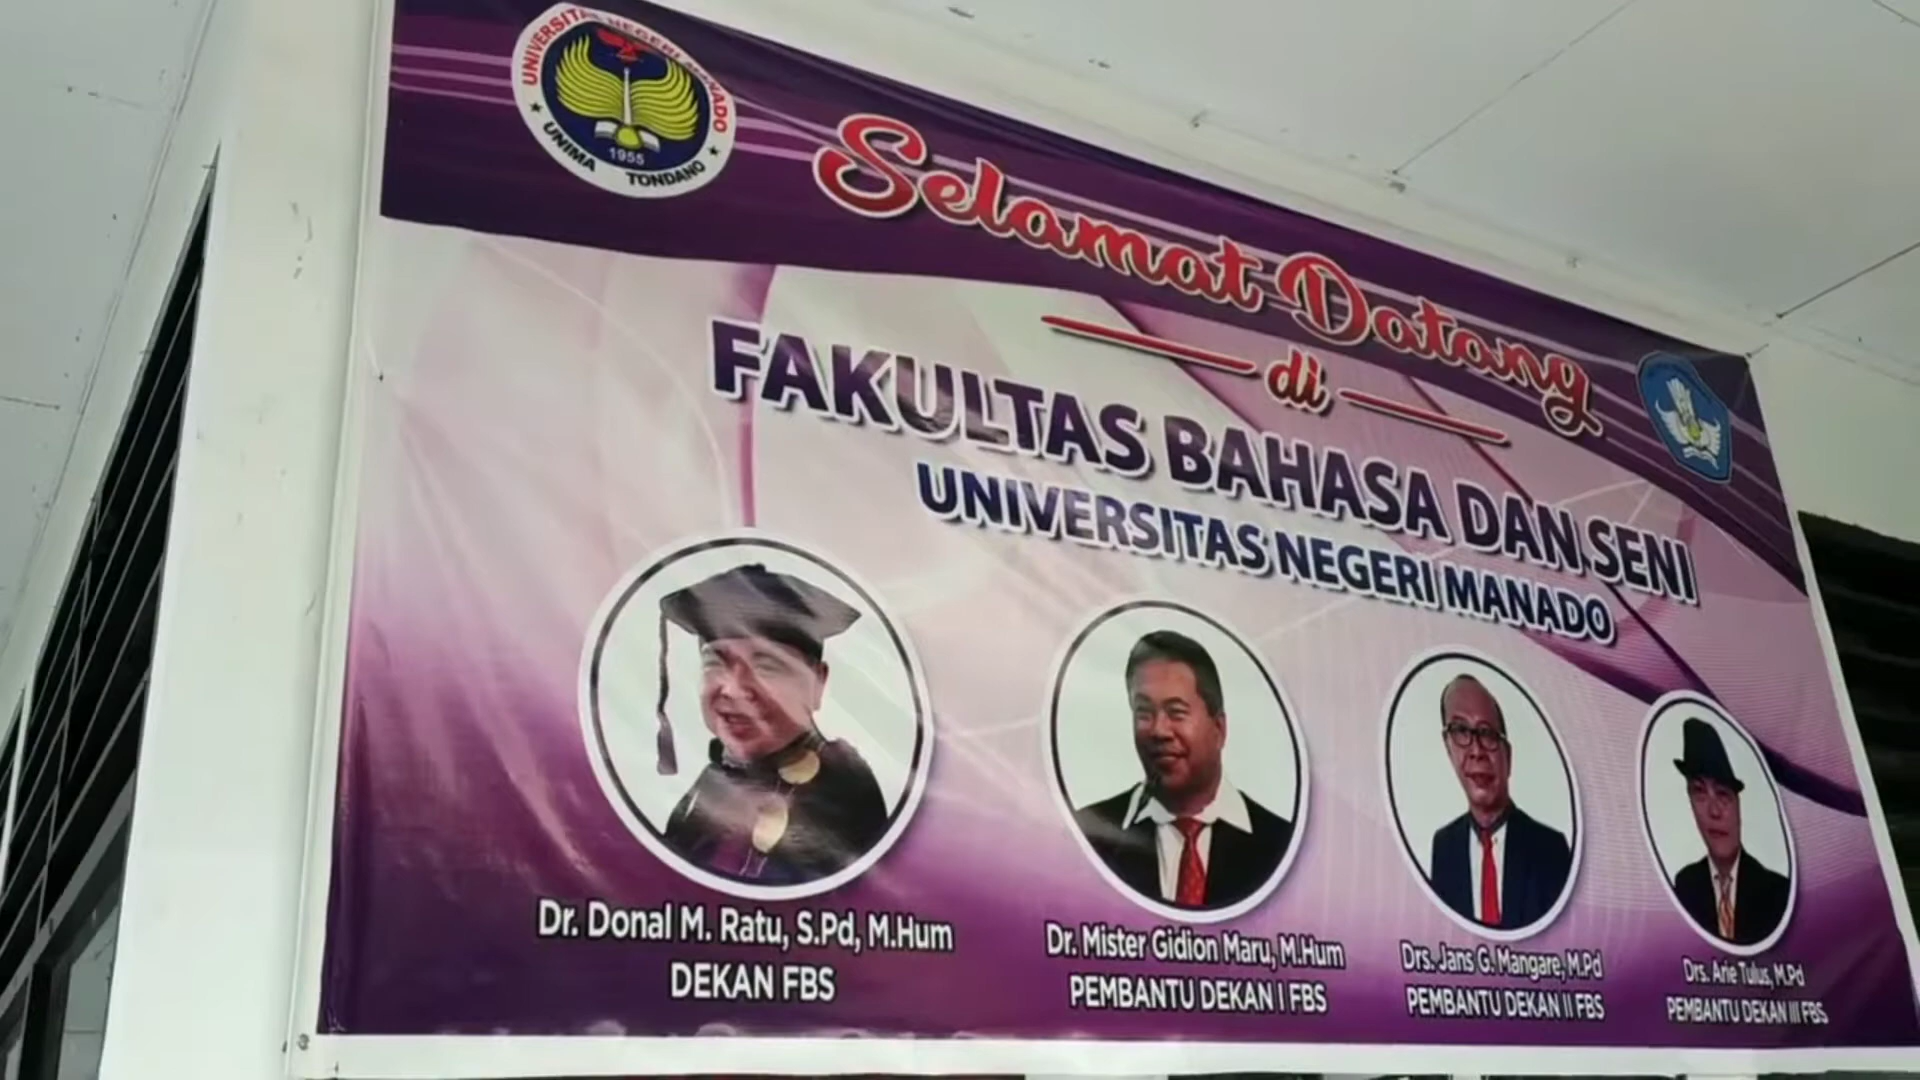 UNIVERSITAS NEGERI MANADO
UNIMA TONDANO
1955
Selamat Datang
di
FAKULTAS BAHASA DAN SENI
UNIVERSITAS NEGERI MANADO
Dr. Donal M. Ratu, S.Pd, M.Hum
DEKAN FBS
Dr. Mister Gidion Maru, M.Hum
PEMBANTU DEKAN I FBS
Drs. Jans G. Mangare, M.Pd
PEMBANTU DEKAN II FBS
Drs. Arie Tulus, M.Pd
PEMBANTU DEKAN III FBS